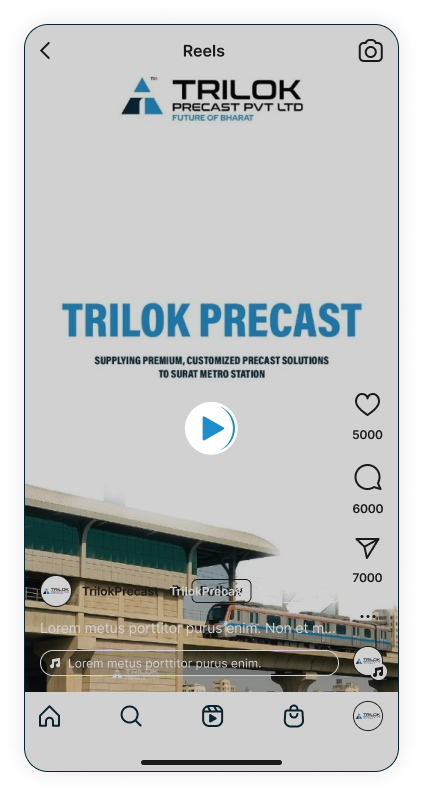 Reels
TM
TRILOK
PRECAST PVT LTD
FUTURE OF BHARAT
TRILOK PRECAST
SUPPLYING PREMIUM, CUSTOMIZED PRECAST SOLUTIONS
TO SURAT METRO STATION
5000
6000
7000
TrilokPrecast
Lorem metus porttitor purus enim. Non et m...
Lorem metus porttitor purus enim.